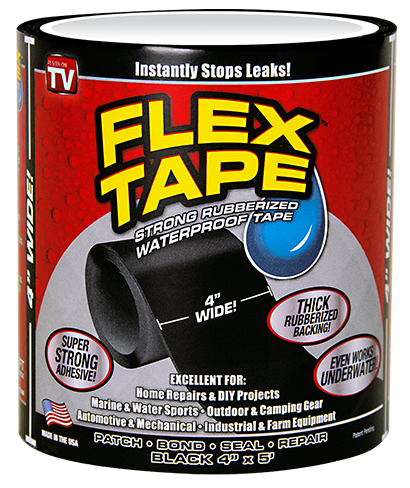 AS SEEN ON
TV
Instantly Stops Leaks!
FLEX
TAPE™
STRONG RUBBERIZED
WATERPROOF TAPE
4" WIDE!
4"
WIDE!
THICK
RUBBERIZED
BACKING!
SUPER
STRONG
ADHESIVE!
EVEN WORKS
UNDERWATER
EXCELLENT FOR:
Home Repairs & DIY Projects
Marine & Water Sports • Outdoor & Camping Gear
Automotive & Mechanical • Industrial & Farm Equipment
MADE IN THE USA
PATCH • BOND • SEAL • REPAIR
BLACK 4" x 5'
Patent Pending